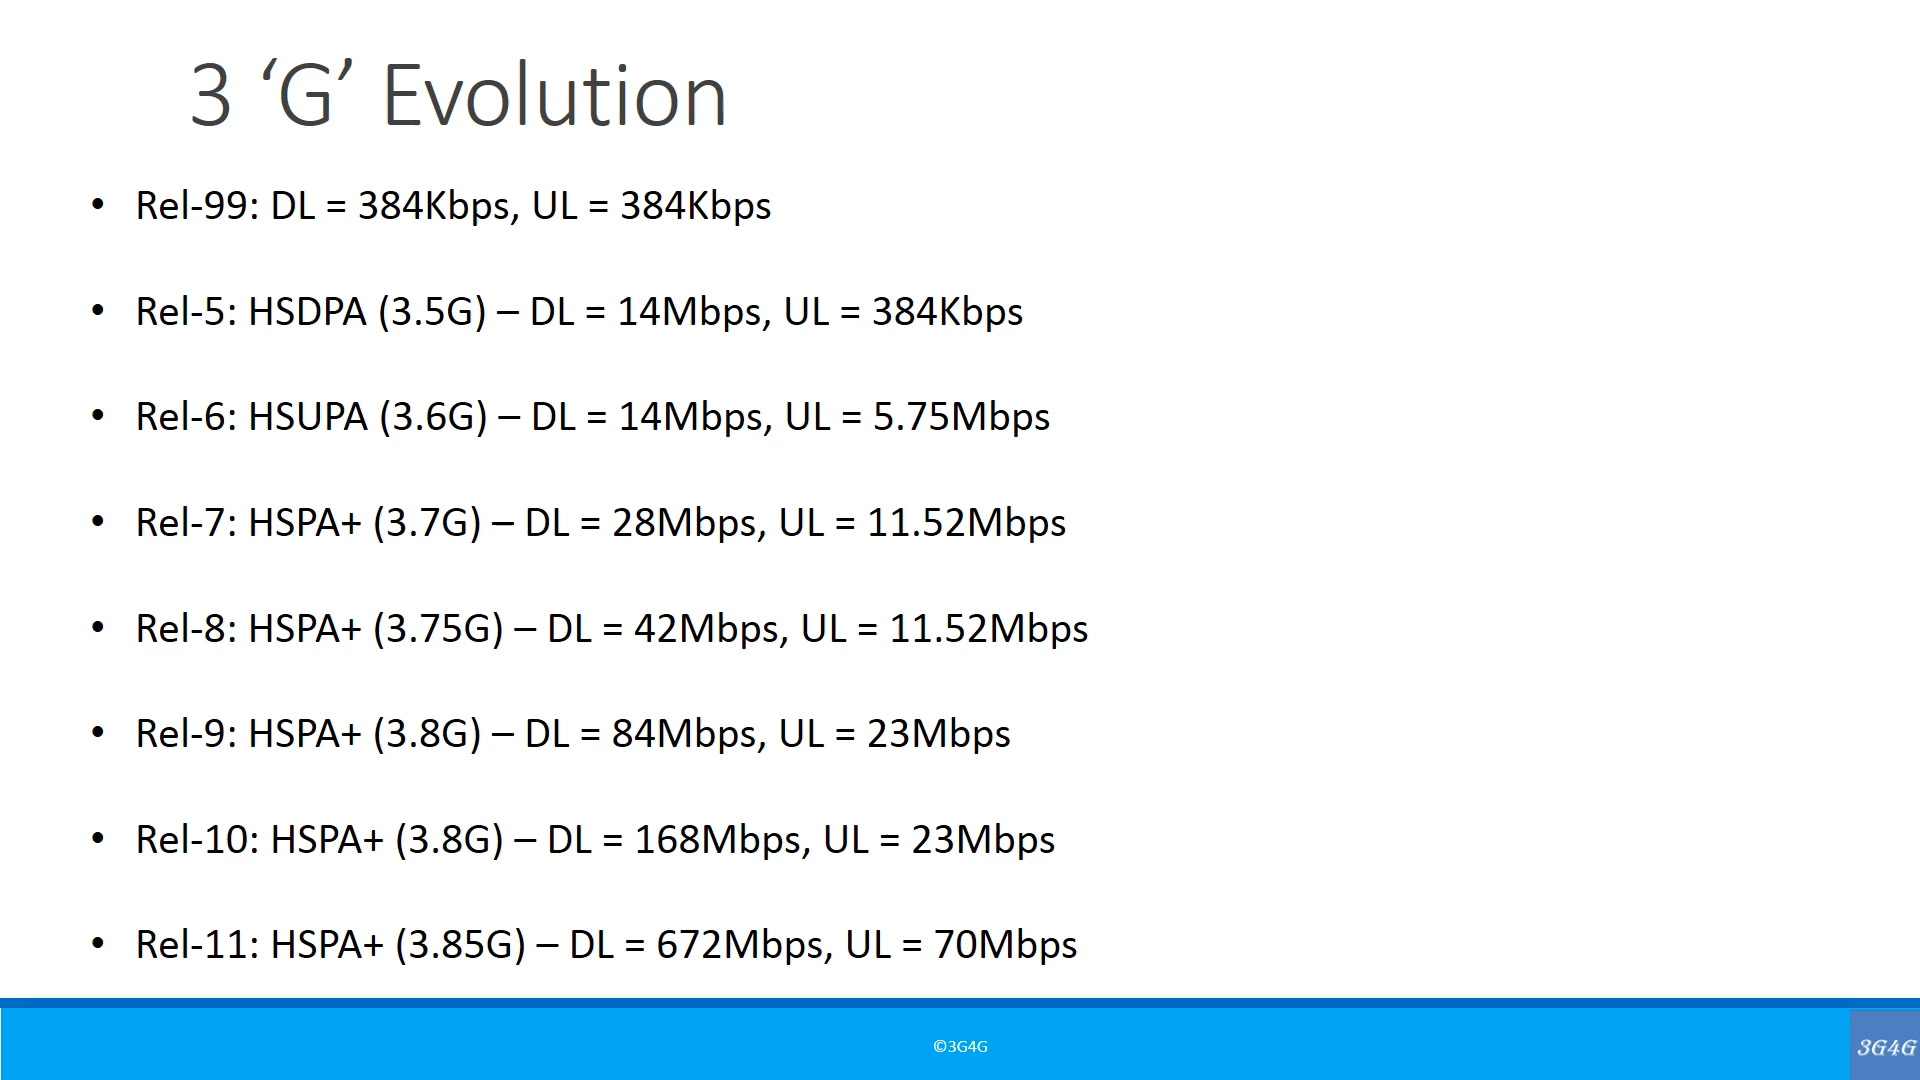 3 ‘G’ Evolution
• Rel-99: DL = 384Kbps, UL = 384Kbps
• Rel-5: HSDPA (3.5G) – DL = 14Mbps, UL = 384Kbps
• Rel-6: HSUPA (3.6G) – DL = 14Mbps, UL = 5.75Mbps
• Rel-7: HSPA+ (3.7G) – DL = 28Mbps, UL = 11.52Mbps
• Rel-8: HSPA+ (3.75G) – DL = 42Mbps, UL = 11.52Mbps
• Rel-9: HSPA+ (3.8G) – DL = 84Mbps, UL = 23Mbps
• Rel-10: HSPA+ (3.8G) – DL = 168Mbps, UL = 23Mbps
• Rel-11: HSPA+ (3.85G) – DL = 672Mbps, UL = 70Mbps
©3G4G
3G4G